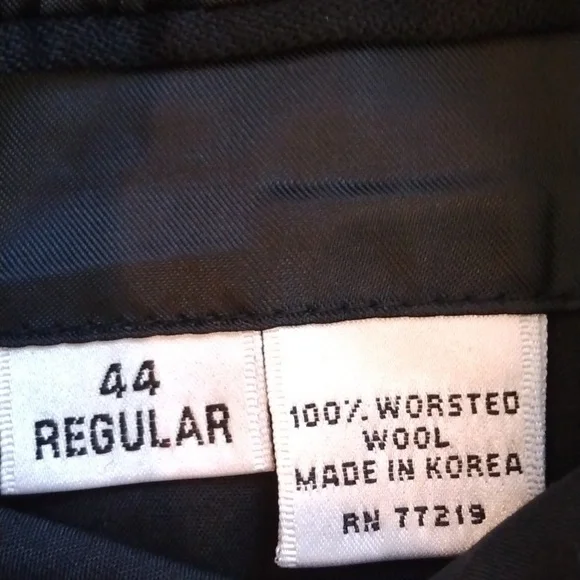 44
REGULAR
100% WORSTED
WOOL
MADE IN KOREA
RN 77219